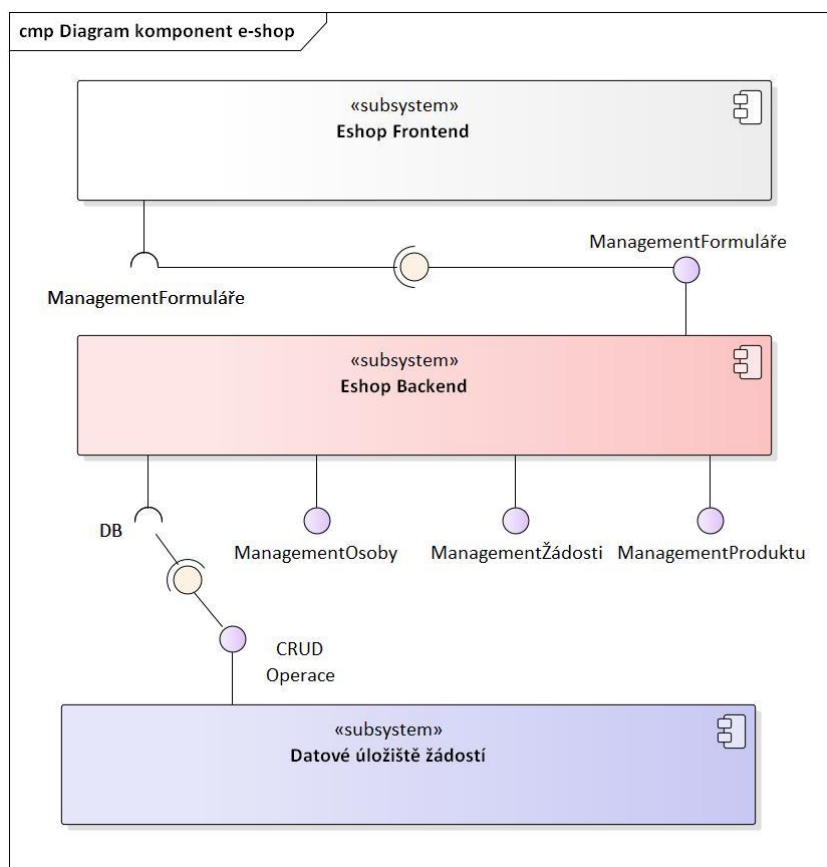 cmp Diagram komponent e-shop
«subsystem»
Eshop Frontend
ManagementFormuláře
ManagementFormuláře
«subsystem»
Eshop Backend
DB
ManagementOsoby
ManagementŽádosti
ManagementProduktu
CRUD
Operace
«subsystem»
Datové úložiště žádostí